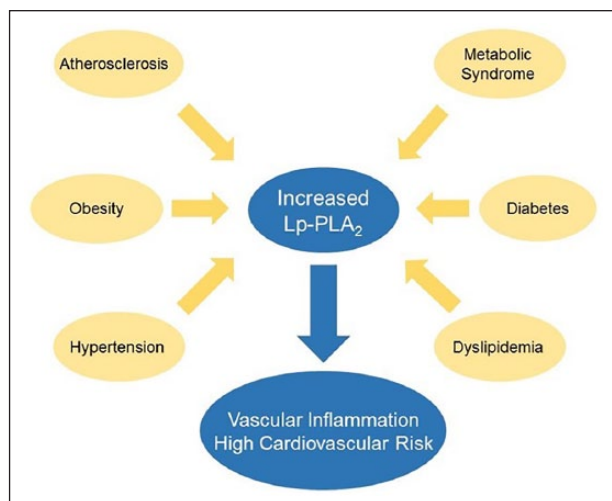 Atherosclerosis
Metabolic
Syndrome
Increased
Lp-PLA₂
Obesity
Diabetes
Hypertension
Dyslipidemia
Vascular Inflammation
High Cardiovascular Risk